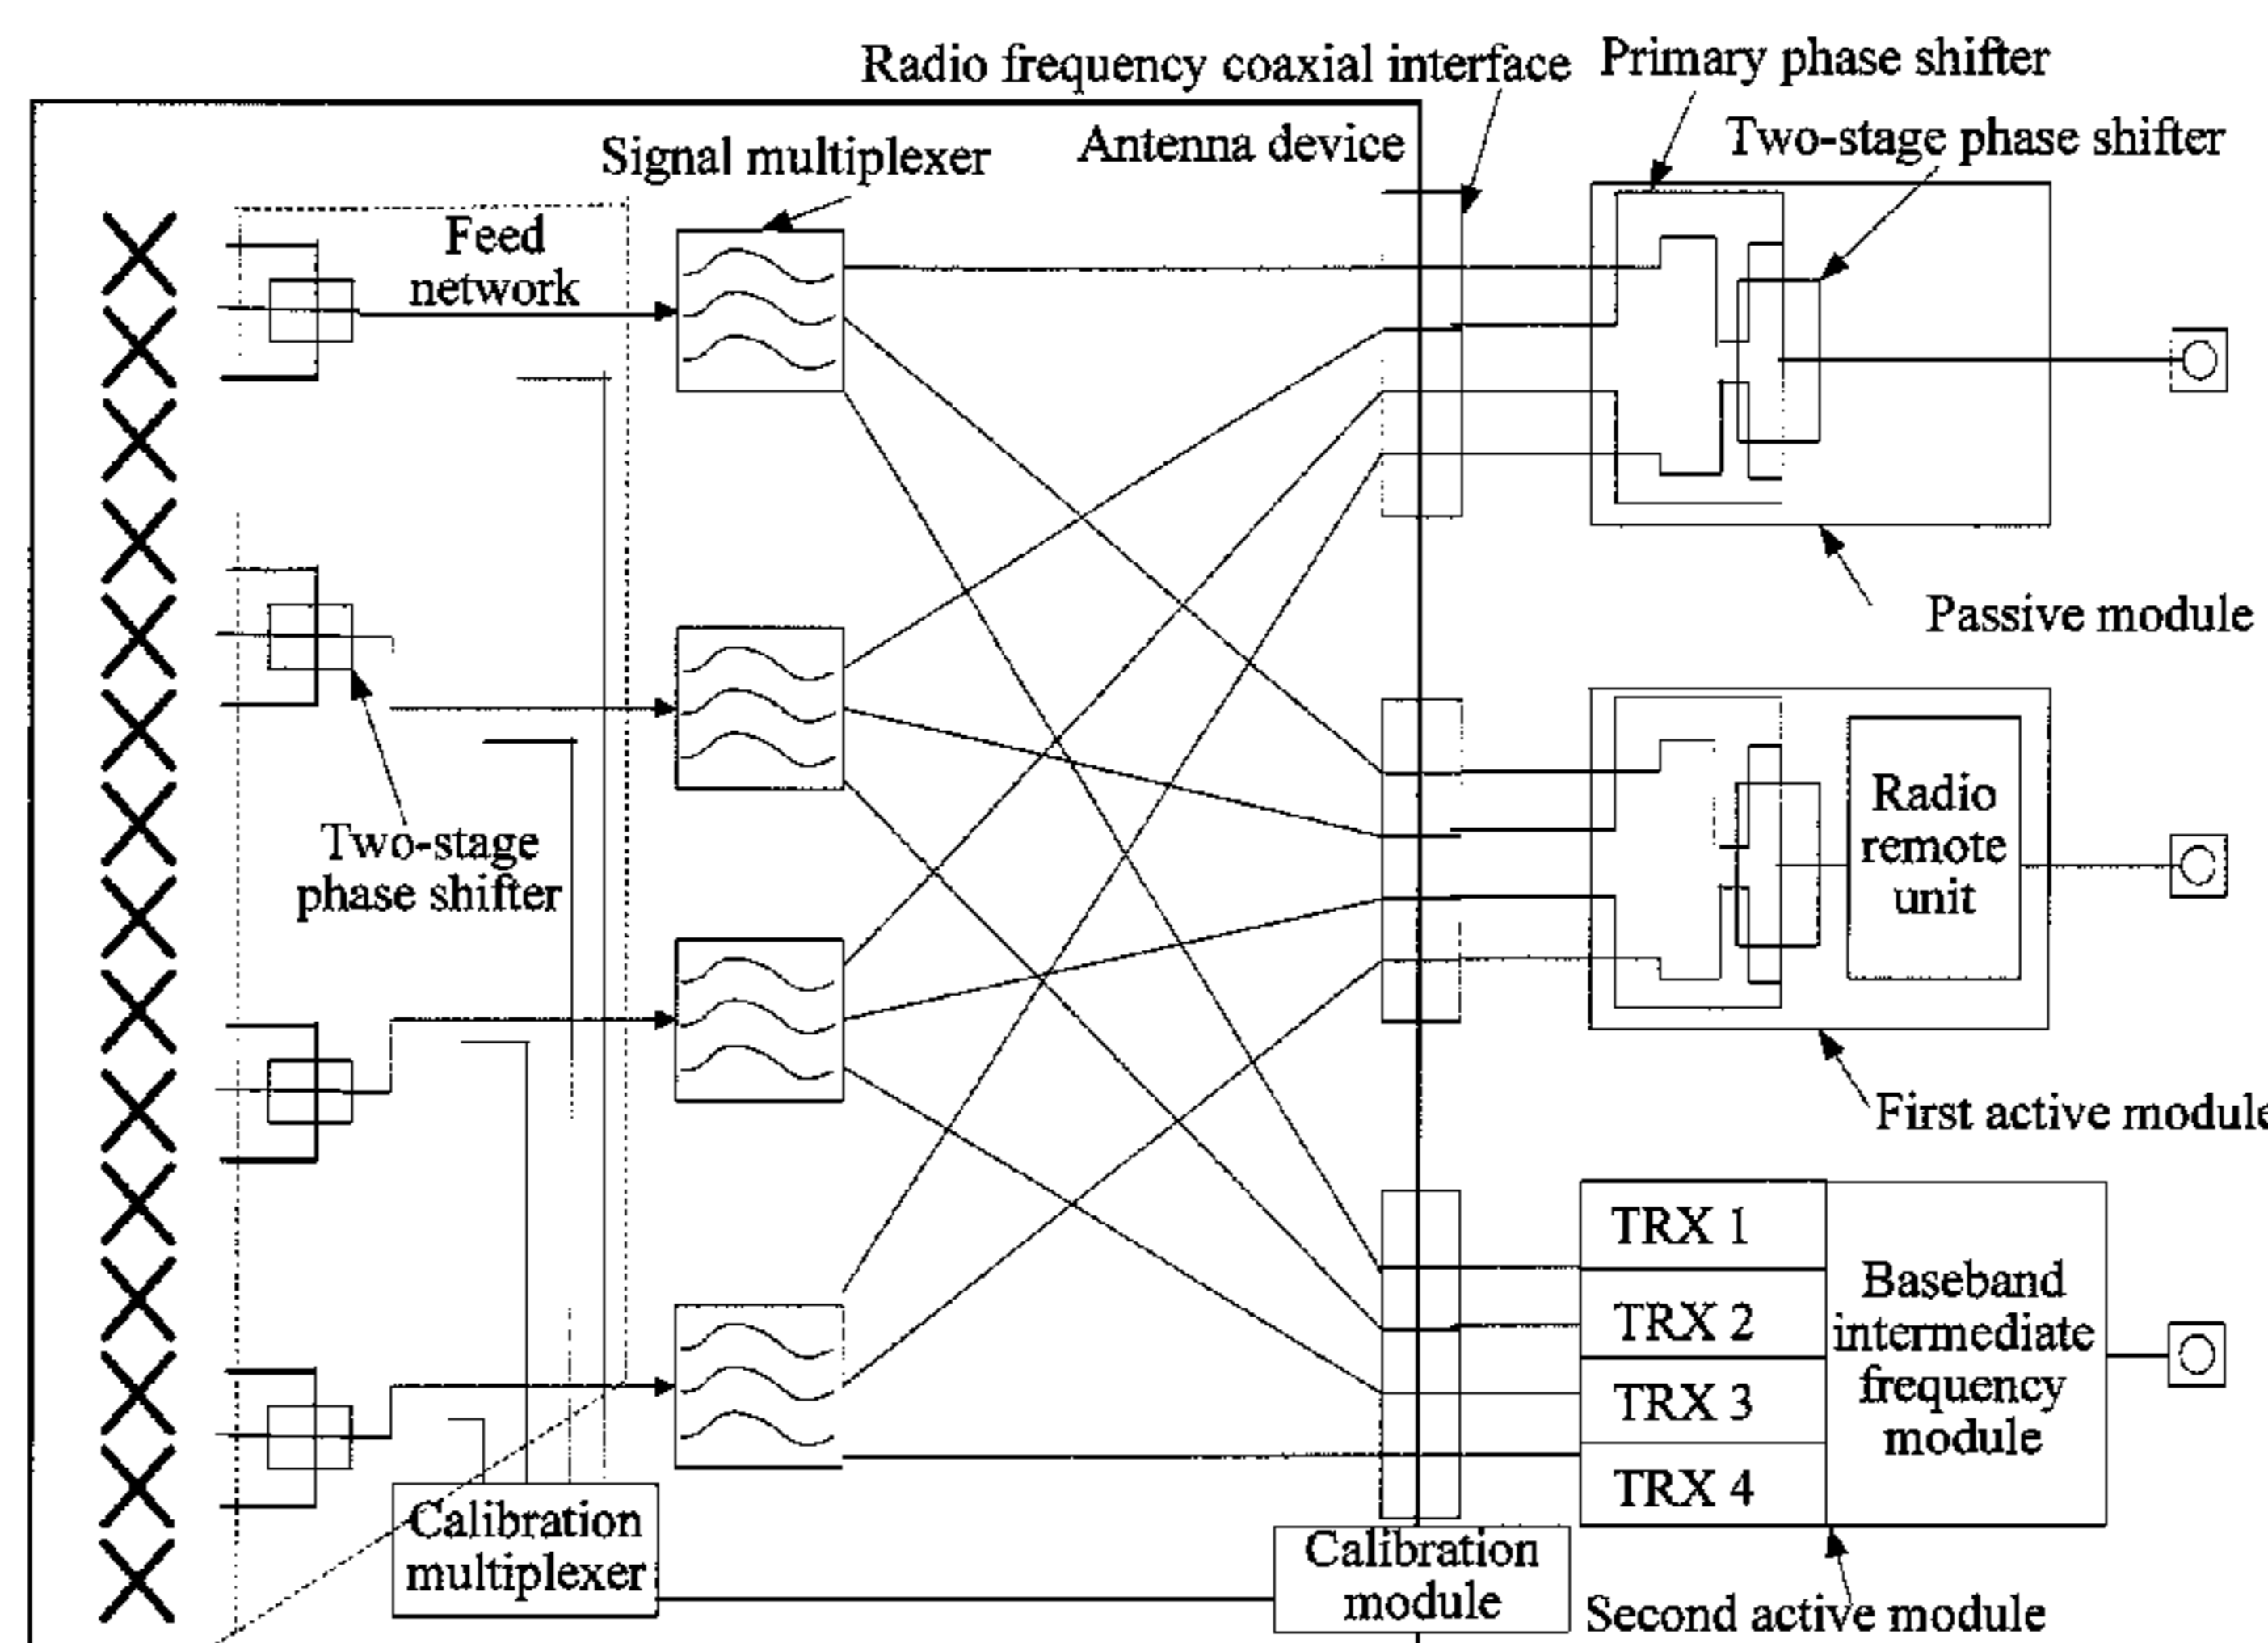 Radio frequency coaxial interface
Primary phase shifter
Two-stage phase shifter
Antenna device
Signal multiplexer
Feed
network
Passive module
Two-stage
phase shifter
Radio
remote
unit
First active module
TRX 1
TRX 2
TRX 3
TRX 4
Baseband
intermediate
frequency
module
Calibration
multiplexer
Calibration
module
Second active module